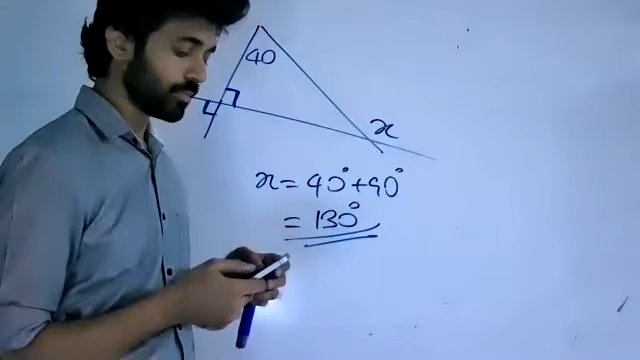 40
x
x = 40° + 90°
= 130°